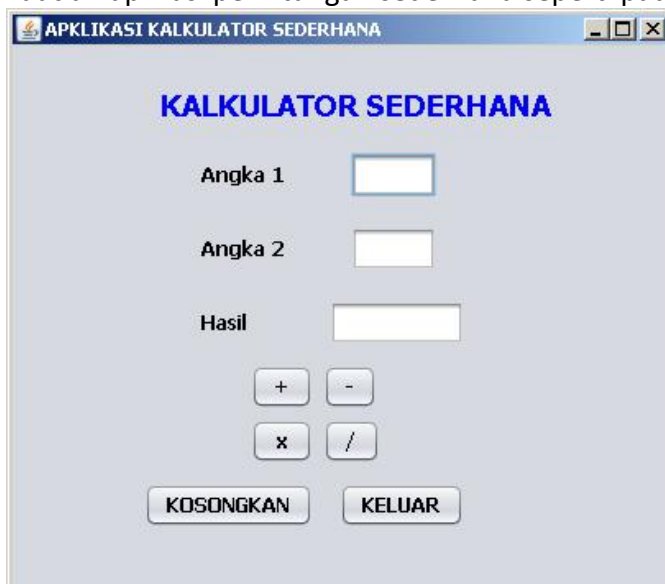 APKLIKASI KALKULATOR SEDERHANA
KALKULATOR SEDERHANA
Angka 1
Angka 2
Hasil
+ -
x /
KOSONGKAN KELUAR